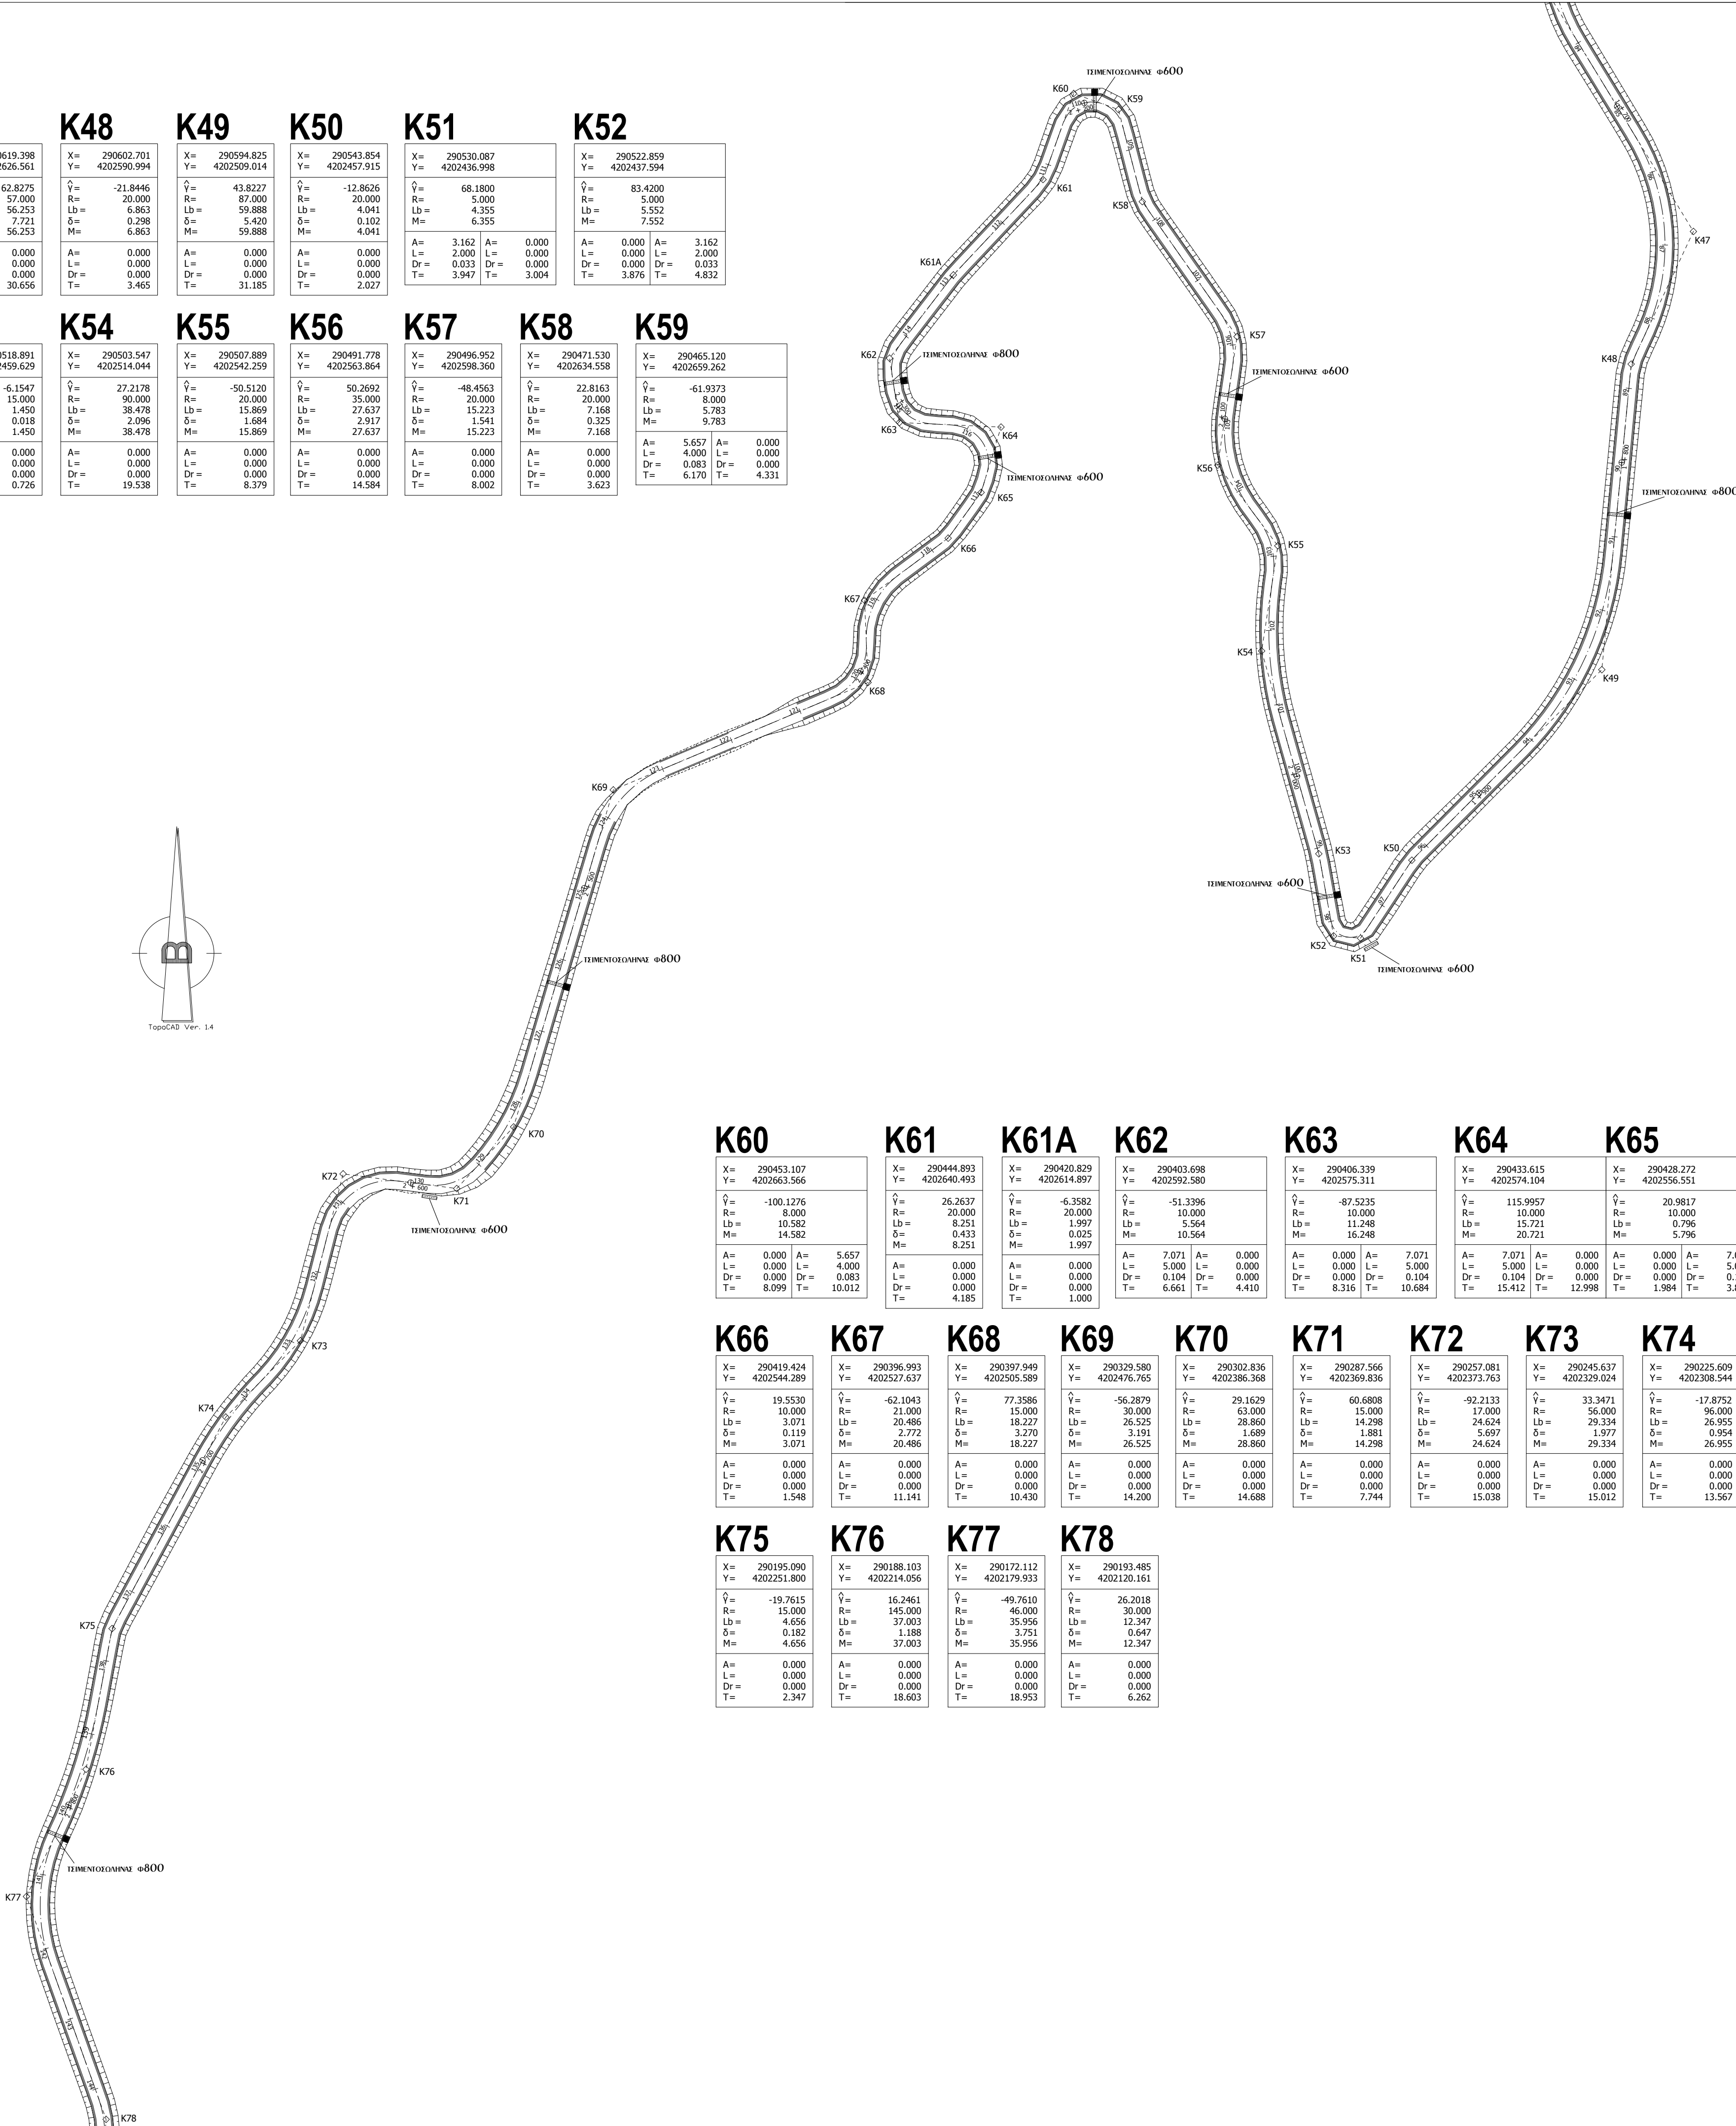 K48 K49 K50 K51 K52
X= 290602.701
Y= 4202590.994
Ŷ= -21.8446
R= 20.000
Lb = 6.863
δ= 0.298
M= 6.863
A= 0.000
L= 0.000
Dr = 0.000
T= 3.465
X= 290594.825
Y= 4202509.014
Ŷ= 43.8227
R= 87.000
Lb = 59.888
δ= 5.420
M= 59.888
A= 0.000
L= 0.000
Dr = 0.000
T= 31.185
X= 290543.854
Y= 4202457.915
Ŷ= -12.8626
R= 20.000
Lb = 4.041
δ= 0.102
M= 4.041
A= 0.000
L= 0.000
Dr = 0.000
T= 2.027
X= 290530.087
Y= 4202436.998
Ŷ= 68.1800
R= 5.000
Lb = 4.355
M= 6.355
A= 3.162 A= 0.000
L= 2.000 L= 0.000
Dr = 0.033 Dr = 0.000
T= 3.947 T= 3.004
X= 290522.859
Y= 4202437.594
Ŷ= 83.4200
R= 5.000
Lb = 5.552
M= 7.552
A= 0.000 A= 3.162
L= 0.000 L= 2.000
Dr = 0.000 Dr = 0.033
T= 3.876 T= 4.832
K54 K55 K56 K57 K58 K59
X= 290503.547
Y= 4202514.044
Ŷ= 27.2178
R= 90.000
Lb = 38.478
δ= 2.096
M= 38.478
A= 0.000
L= 0.000
Dr = 0.000
T= 19.538
X= 290507.889
Y= 4202542.259
Ŷ= -50.5120
R= 20.000
Lb = 15.869
δ= 1.684
M= 15.869
A= 0.000
L= 0.000
Dr = 0.000
T= 8.379
X= 290491.778
Y= 4202563.864
Ŷ= 50.2692
R= 35.000
Lb = 27.637
δ= 2.917
M= 27.637
A= 0.000
L= 0.000
Dr = 0.000
T= 14.584
X= 290496.952
Y= 4202598.360
Ŷ= -48.4563
R= 20.000
Lb = 15.223
δ= 1.541
M= 15.223
A= 0.000
L= 0.000
Dr = 0.000
T= 8.002
X= 290471.530
Y= 4202634.558
Ŷ= 22.8163
R= 20.000
Lb = 7.168
δ= 0.325
M= 7.168
A= 0.000
L= 0.000
Dr = 0.000
T= 3.623
X= 290465.120
Y= 4202659.262
Ŷ= -61.9373
R= 8.000
Lb = 5.783
M= 9.783
A= 5.657 A= 0.000
L= 4.000 L= 0.000
Dr = 0.083 Dr = 0.000
T= 6.170 T= 4.331
ΤΣΙΜΕΝΤΟΣΩΛΗΝΑΣ Φ600
K60
K59
K61
K58
K47
K61A
K57
K62
ΤΣΙΜΕΝΤΟΣΩΛΗΝΑΣ Φ800
K48
ΤΣΙΜΕΝΤΟΣΩΛΗΝΑΣ Φ600
K63
K64
K56
ΤΣΙΜΕΝΤΟΣΩΛΗΝΑΣ Φ600
ΤΣΙΜΕΝΤΟΣΩΛΗΝΑΣ Φ800
K65
K66
K55
K67
K54
K49
K68
K69
K50
K53
ΤΣΙΜΕΝΤΟΣΩΛΗΝΑΣ Φ600
K52
K51
ΤΣΙΜΕΝΤΟΣΩΛΗΝΑΣ Φ800
ΤΣΙΜΕΝΤΟΣΩΛΗΝΑΣ Φ600
B
TopoCAD Ver. 1.4
K70
K72
K71
ΤΣΙΜΕΝΤΟΣΩΛΗΝΑΣ Φ600
K73
K74
K75
K76
ΤΣΙΜΕΝΤΟΣΩΛΗΝΑΣ Φ800
K77
K78
K60 K61 K61A K62 K63 K64 K65
X= 290453.107
Y= 4202663.566
Ŷ= -100.1276
R= 8.000
Lb = 10.582
M= 14.582
A= 0.000 A= 5.657
L= 0.000 L= 4.000
Dr = 0.000 Dr = 0.083
T= 8.099 T= 10.012
X= 290444.893
Y= 4202640.493
Ŷ= 26.2637
R= 20.000
Lb = 8.251
δ= 0.433
M= 8.251
A= 0.000
L= 0.000
Dr = 0.000
T= 4.185
X= 290420.829
Y= 4202614.897
Ŷ= -6.3582
R= 20.000
Lb = 1.997
δ= 0.025
M= 1.997
A= 0.000
L= 0.000
Dr = 0.000
T= 1.000
X= 290403.698
Y= 4202592.580
Ŷ= -51.3396
R= 10.000
Lb = 5.564
M= 10.564
A= 7.071 A= 0.000
L= 5.000 L= 0.000
Dr = 0.104 Dr = 0.000
T= 6.661 T= 4.410
X= 290406.339
Y= 4202575.311
Ŷ= -87.5235
R= 10.000
Lb = 11.248
M= 16.248
A= 0.000 A= 7.071
L= 0.000 L= 5.000
Dr = 0.000 Dr = 0.104
T= 8.316 T= 10.684
X= 290433.615
Y= 4202574.104
Ŷ= 115.9957
R= 10.000
Lb = 15.721
M= 20.721
A= 7.071 A= 0.000
L= 5.000 L= 0.000
Dr = 0.104 Dr = 0.000
T= 15.412 T= 12.998
X= 290428.272
Y= 4202556.551
Ŷ= 20.9817
R= 10.000
Lb = 0.796
M= 5.796
A= 0.000 A=
L= 0.000 L=
Dr = 0.000 Dr =
T= 1.984 T=
K66 K67 K68 K69 K70 K71 K72 K73 K74
X= 290419.424
Y= 4202544.289
Ŷ= 19.5530
R= 10.000
Lb = 3.071
δ= 0.119
M= 3.071
A= 0.000
L= 0.000
Dr = 0.000
T= 1.548
X= 290396.993
Y= 4202527.637
Ŷ= -62.1043
R= 21.000
Lb = 20.486
δ= 2.772
M= 20.486
A= 0.000
L= 0.000
Dr = 0.000
T= 11.141
X= 290397.949
Y= 4202505.589
Ŷ= 77.3586
R= 15.000
Lb = 18.227
δ= 3.270
M= 18.227
A= 0.000
L= 0.000
Dr = 0.000
T= 10.430
X= 290329.580
Y= 4202476.765
Ŷ= -56.2879
R= 30.000
Lb = 26.525
δ= 3.191
M= 26.525
A= 0.000
L= 0.000
Dr = 0.000
T= 14.200
X= 290302.836
Y= 4202386.368
Ŷ= 29.1629
R= 63.000
Lb = 28.860
δ= 1.689
M= 28.860
A= 0.000
L= 0.000
Dr = 0.000
T= 14.688
X= 290287.566
Y= 4202369.836
Ŷ= 60.6808
R= 15.000
Lb = 14.298
δ= 1.881
M= 14.298
A= 0.000
L= 0.000
Dr = 0.000
T= 7.744
X= 290257.081
Y= 4202373.763
Ŷ= -92.2133
R= 17.000
Lb = 24.624
δ= 5.697
M= 24.624
A= 0.000
L= 0.000
Dr = 0.000
T= 15.038
X= 290245.637
Y= 4202329.024
Ŷ= 33.3471
R= 56.000
Lb = 29.334
δ= 1.977
M= 29.334
A= 0.000
L= 0.000
Dr = 0.000
T= 15.012
X= 290225.609
Y= 4202308.544
Ŷ= -17.8752
R= 96.000
Lb = 26.955
δ= 0.954
M= 26.955
A= 0.000
L= 0.000
Dr = 0.000
T= 13.567
K75 K76 K77 K78
X= 290195.090
Y= 4202251.800
Ŷ= -19.7615
R= 15.000
Lb = 4.656
δ= 0.182
M= 4.656
A= 0.000
L= 0.000
Dr = 0.000
T= 2.347
X= 290188.103
Y= 4202214.056
Ŷ= 16.2461
R= 145.000
Lb = 37.003
δ= 1.188
M= 37.003
A= 0.000
L= 0.000
Dr = 0.000
T= 18.603
X= 290172.112
Y= 4202179.933
Ŷ= -49.7610
R= 46.000
Lb = 35.956
δ= 3.751
M= 35.956
A= 0.000
L= 0.000
Dr = 0.000
T= 18.953
X= 290193.485
Y= 4202120.161
Ŷ= 26.2018
R= 30.000
Lb = 12.347
δ= 0.647
M= 12.347
A= 0.000
L= 0.000
Dr = 0.000
T= 6.262